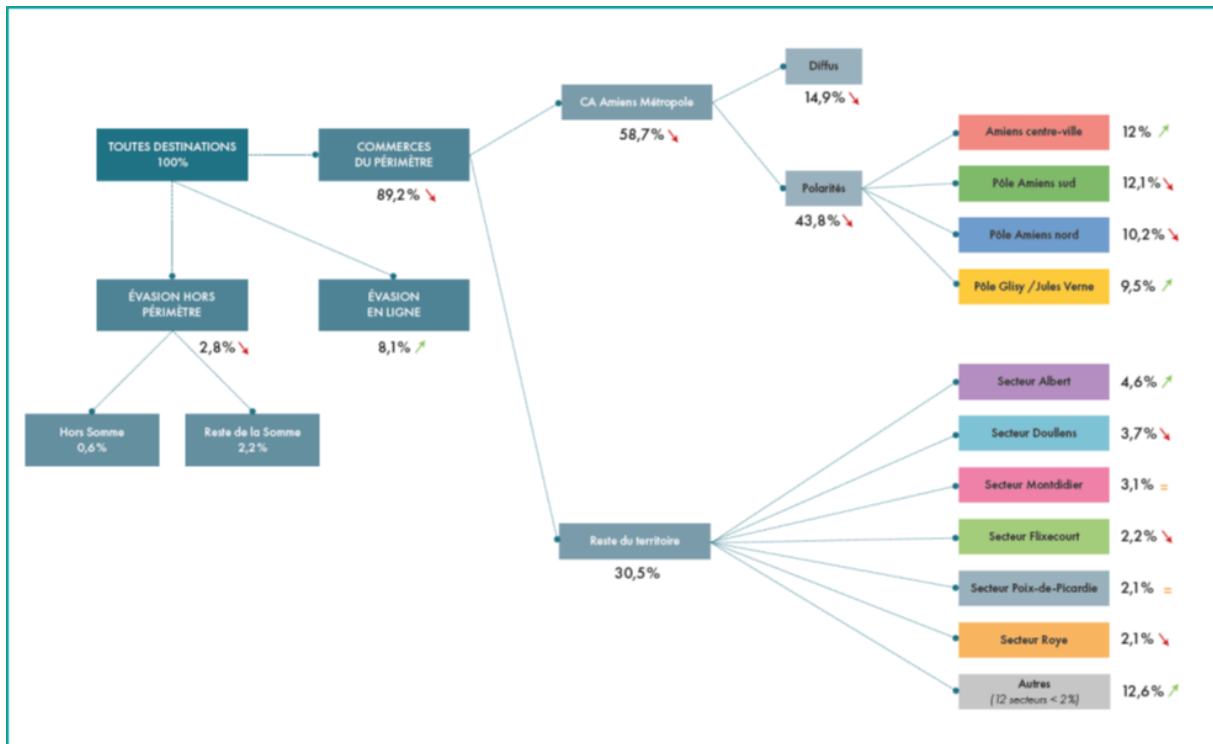 TOUTES DESTINATIONS
100%
COMMERCES
DU PÉRIMÈTRE
89,2%
ÉVASION HORS
PÉRIMÈTRE
2,8%
ÉVASION
EN LIGNE
8,1%
Hors Somme
0,6%
Reste de la Somme
2,2%
CA Amiens Métropole
58,7%
Diffus
14,9%
Polarités
43,8%
Amiens centre-ville
12%
Pôle Amiens sud
12,1%
Pôle Amiens nord
10,2%
Pôle Glisy /Jules Verne
9,5%
Reste du territoire
30,5%
Secteur Albert
4,6%
Secteur Doullens
3,7%
Secteur Montdidier
3,1% =
Secteur Flixecourt
2,2%
Secteur Poix-de-Picardie
2,1% =
Secteur Roye
2,1%
Autres
(12 secteurs < 2%)
12,6%